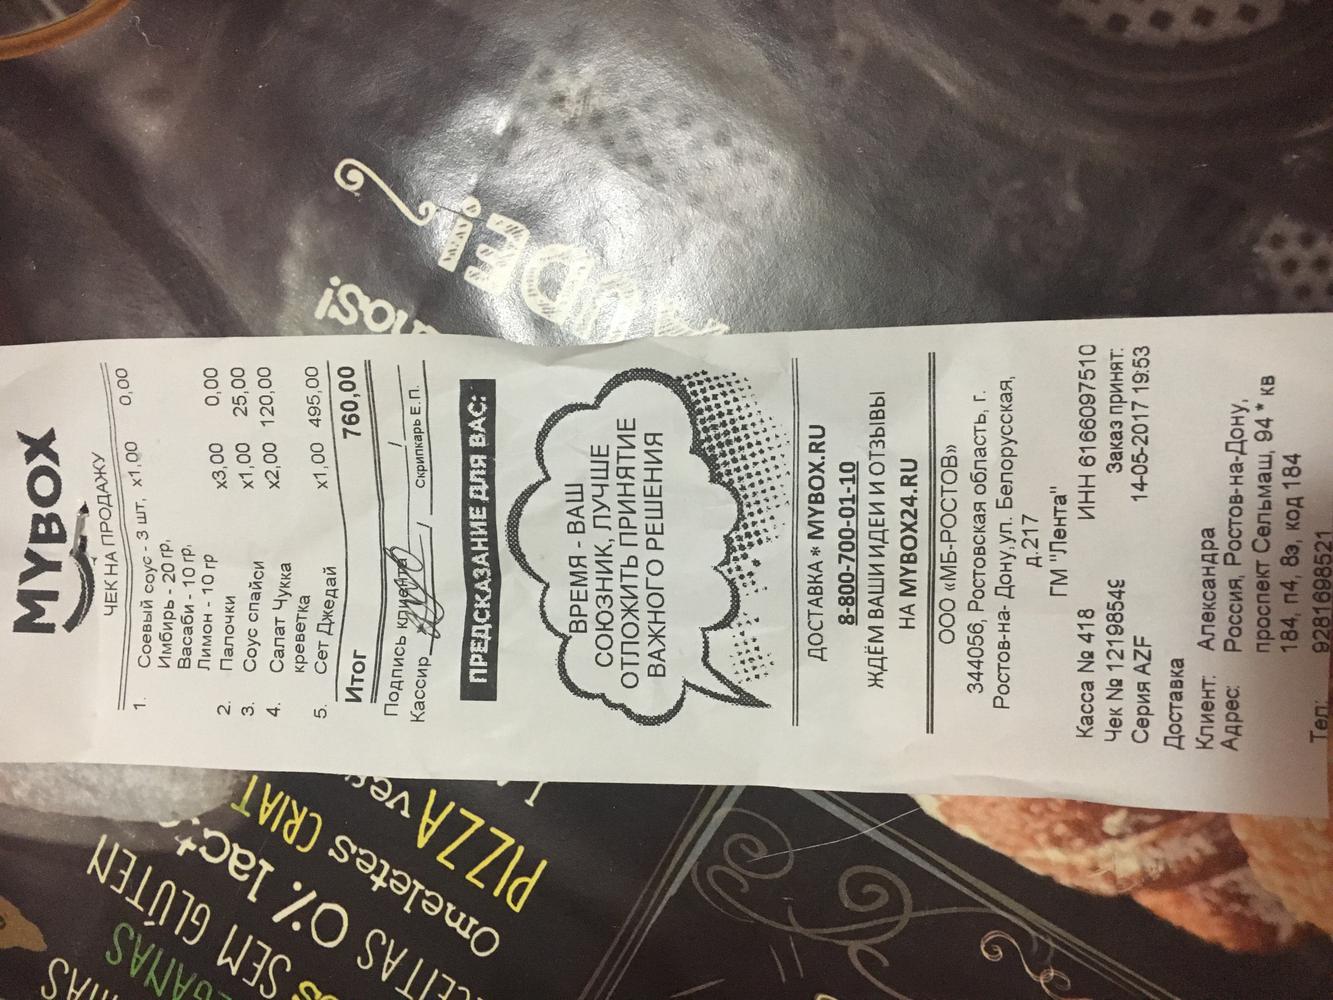 MYBOX
ЧЕК НА ПРОДАЖУ
1. Соевый соус - 3 шт, x1,00 0,00
Имбирь - 20 гр,
Васаби - 10 гр,
Лимон - 10 гр
2. Палочки x3,00 0,00
3. Соус спайси x1,00 25,00
4. Салат Чукка x2,00 120,00
креветка
5. Сет Джедай x1,00 495,00
Итог 760,00
Подпись клиента / /
Кассир / / Скрипкарь Е.П.
ПРЕДСКАЗАНИЕ ДЛЯ ВАС:
ВРЕМЯ - ВАШ
СОЮЗНИК, ЛУЧШЕ
ОТЛОЖИТЬ ПРИНЯТИЕ
ВАЖНОГО РЕШЕНИЯ
ДОСТАВКА * MYBOX.RU
8-800-700-01-10
ЖДЁМ ВАШИ ИДЕИ И ОТЗЫВЫ
НА MYBOX24.RU
ООО «МБ-РОСТОВ»
344056, Ростовская область, г.
Ростов-на- Дону,ул. Белорусская,
д.217
ГМ "Лента"
Касса № 418 ИНН 6166097510
Чек № 1219854 Заказ принят:
Серия AZF 14-05-2017 19:53
Доставка
Клиент: Александра
Адрес: Россия, Ростов-на-Дону,
проспект Сельмаш, 94 * кв
184, п4, 8э, код 184
Тел: 9281698521
PIZZA
Omeletes CRIAT
0% lact
SEM GLÚTEN